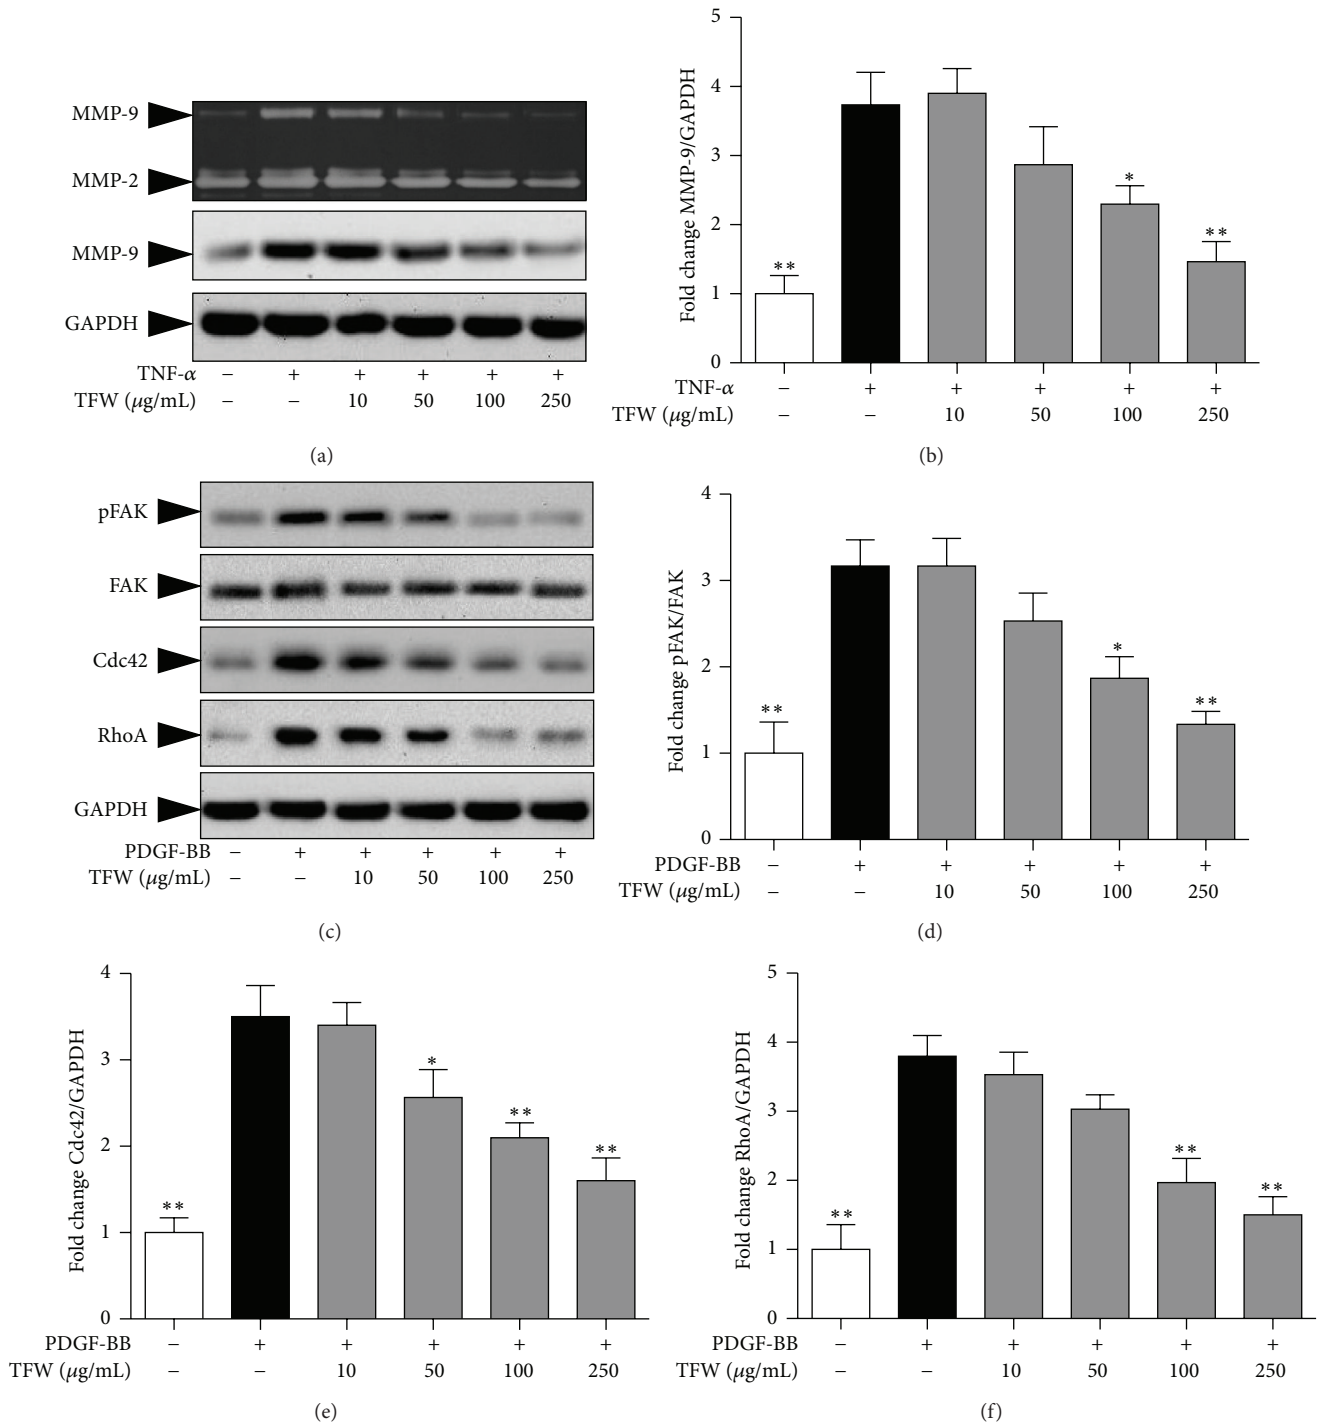 MMP-9
MMP-2
MMP-9
GAPDH
TNF-α − + + + + +
TFW (μg/mL) − − 10 50 100 250
(a)
Fold change MMP-9/GAPDH
5
4
3
2
1
0
**
*
**
TNF-α − + + + + +
TFW (μg/mL) − − 10 50 100 250
(b)
pFAK
FAK
Cdc42
RhoA
GAPDH
PDGF-BB − + + + + +
TFW (μg/mL) − − 10 50 100 250
(c)
Fold change pFAK/FAK
4
3
2
1
0
**
*
**
PDGF-BB − + + + + +
TFW (μg/mL) − − 10 50 100 250
(d)
Fold change Cdc42/GAPDH
4
3
2
1
0
**
*
**
**
PDGF-BB − + + + + +
TFW (μg/mL) − − 10 50 100 250
(e)
Fold change RhoA/GAPDH
5
4
3
2
1
0
**
**
**
PDGF-BB − + + + + +
TFW (μg/mL) − − 10 50 100 250
(f)